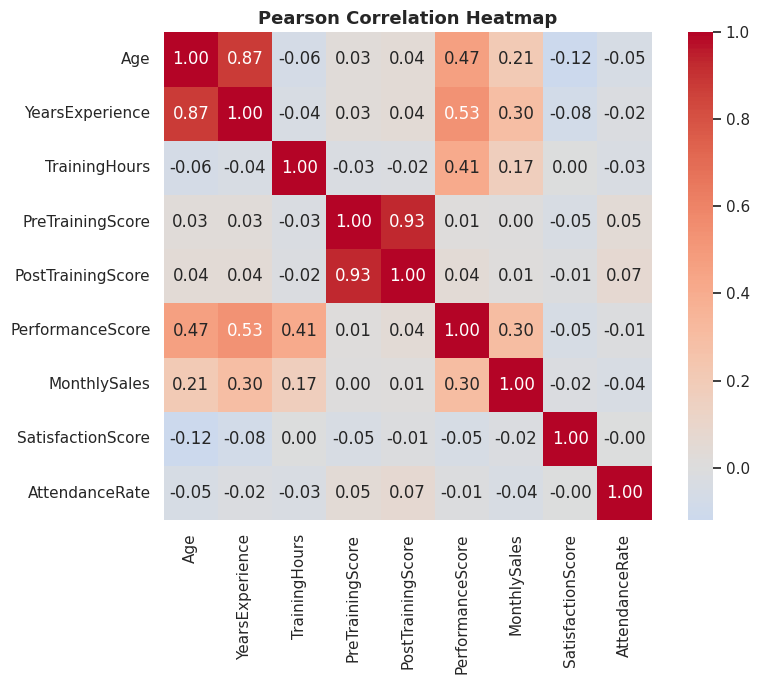 Pearson Correlation Heatmap
Age 1.00 0.87 -0.06 0.03 0.04 0.47 0.21 -0.12 -0.05
YearsExperience 0.87 1.00 -0.04 0.03 0.04 0.53 0.30 -0.08 -0.02
TrainingHours -0.06 -0.04 1.00 -0.03 -0.02 0.41 0.17 0.00 -0.03
PreTrainingScore 0.03 0.03 -0.03 1.00 0.93 0.01 0.00 -0.05 0.05
PostTrainingScore 0.04 0.04 -0.02 0.93 1.00 0.04 0.01 -0.01 0.07
PerformanceScore 0.47 0.53 0.41 0.01 0.04 1.00 0.30 -0.05 -0.01
MonthlySales 0.21 0.30 0.17 0.00 0.01 0.30 1.00 -0.02 -0.04
SatisfactionScore -0.12 -0.08 0.00 -0.05 -0.01 -0.05 -0.02 1.00 -0.00
AttendanceRate -0.05 -0.02 -0.03 0.05 0.07 -0.01 -0.04 -0.00 1.00
Age
YearsExperience
TrainingHours
PreTrainingScore
PostTrainingScore
PerformanceScore
MonthlySales
SatisfactionScore
AttendanceRate
1.0
0.8
0.6
0.4
0.2
0.0